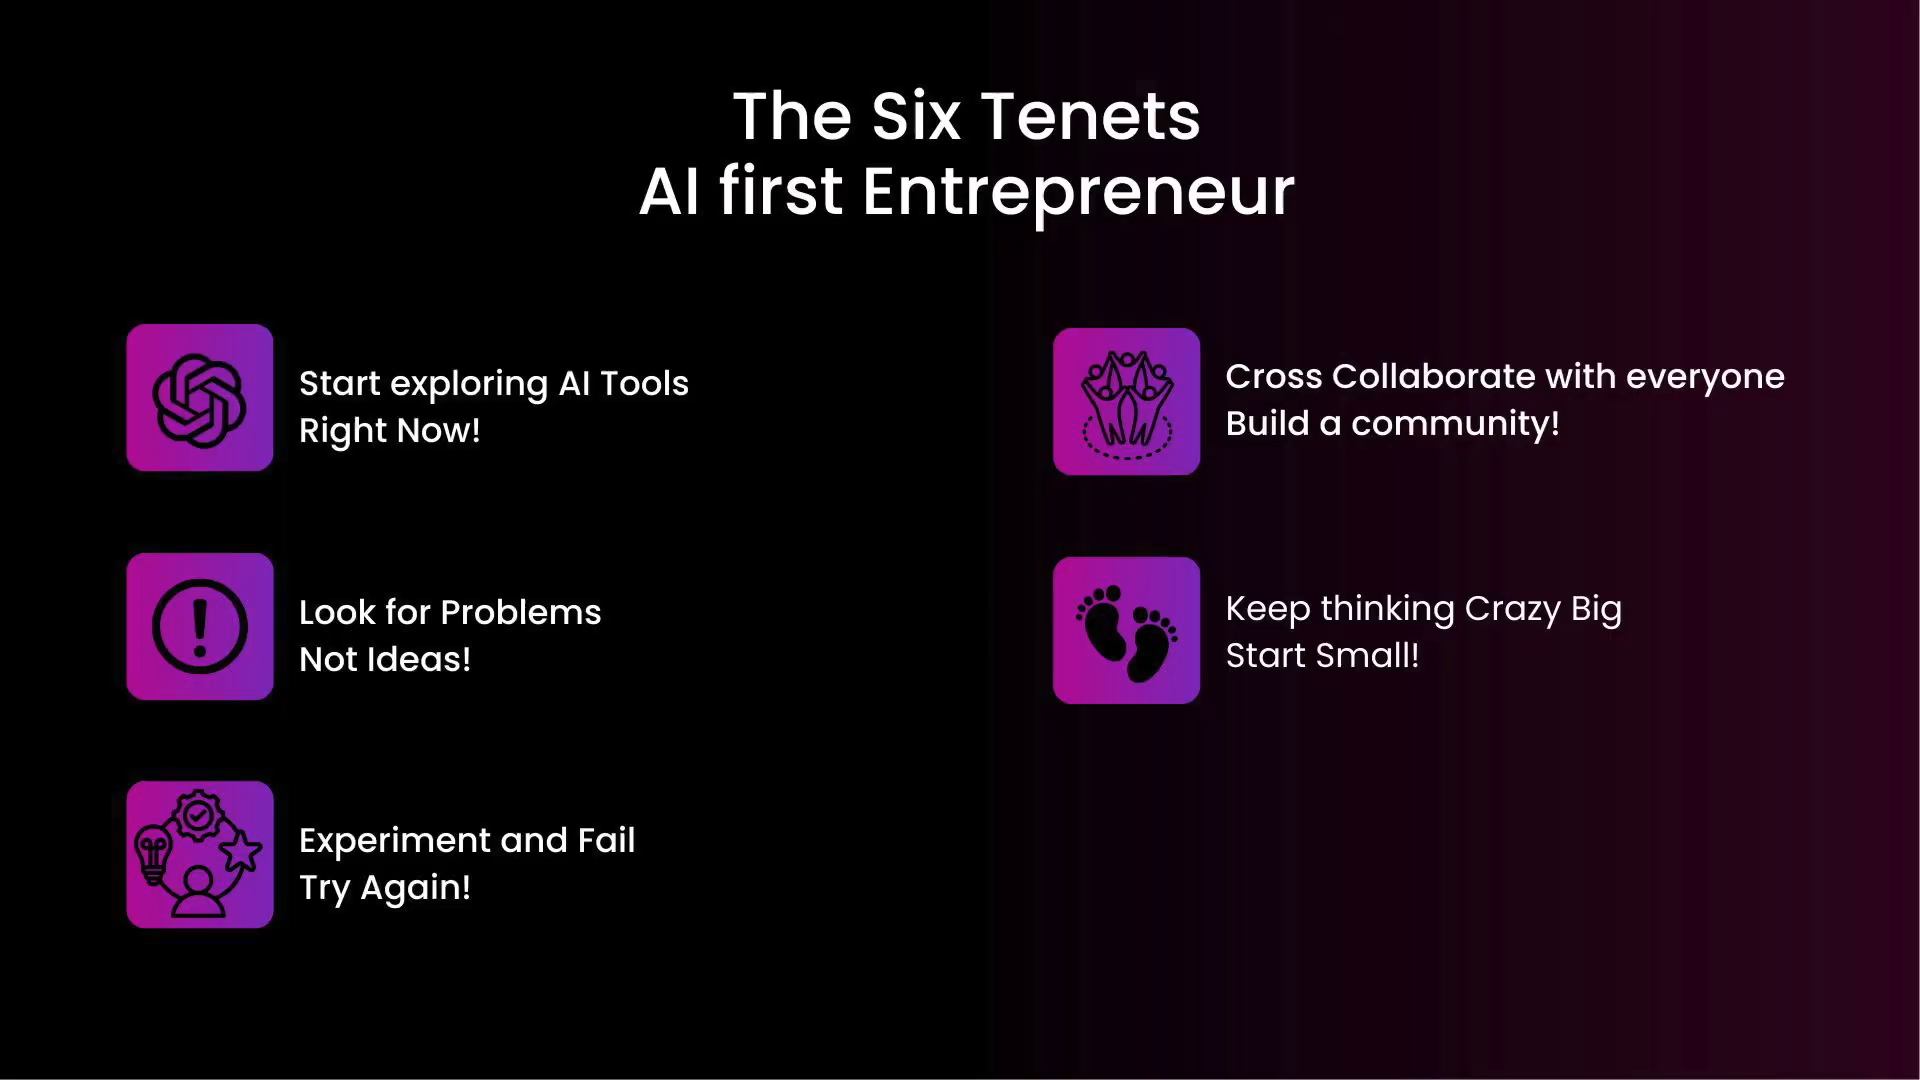 The Six Tenets
AI first Entrepreneur
Start exploring AI Tools
Right Now!
Look for Problems
Not Ideas!
Experiment and Fail
Try Again!
Cross Collaborate with everyone
Build a community!
Keep thinking Crazy Big
Start Small!